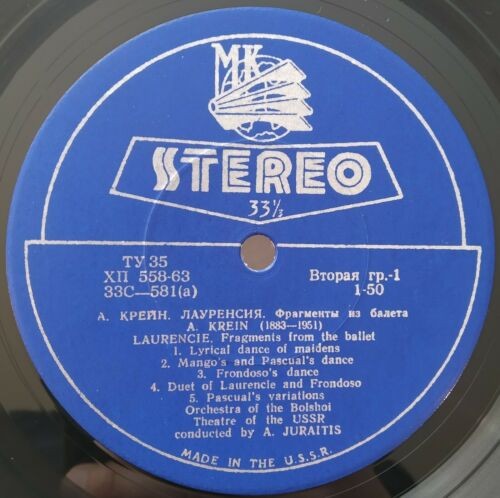 МК
STEREO
33⅓
ТУ 35
ХП 558-63
33С—581(а)
Вторая гр.-1
1-50
А. КРЕЙН. ЛАУРЕНСИЯ. Фрагменты из балета
A. KREIN (1883—1951)
LAURENCIE. Fragments from the ballet
1. Lyrical dance of maidens
2. Mango's and Pascual's dance
3. Frondoso's dance
4. Duet of Laurencie and Frondoso
5. Pascual's variations
Orchestra of the Bolshoi
Theatre of the USSR
conducted by A. JURAITIS
MADE IN THE U.S.S.R.